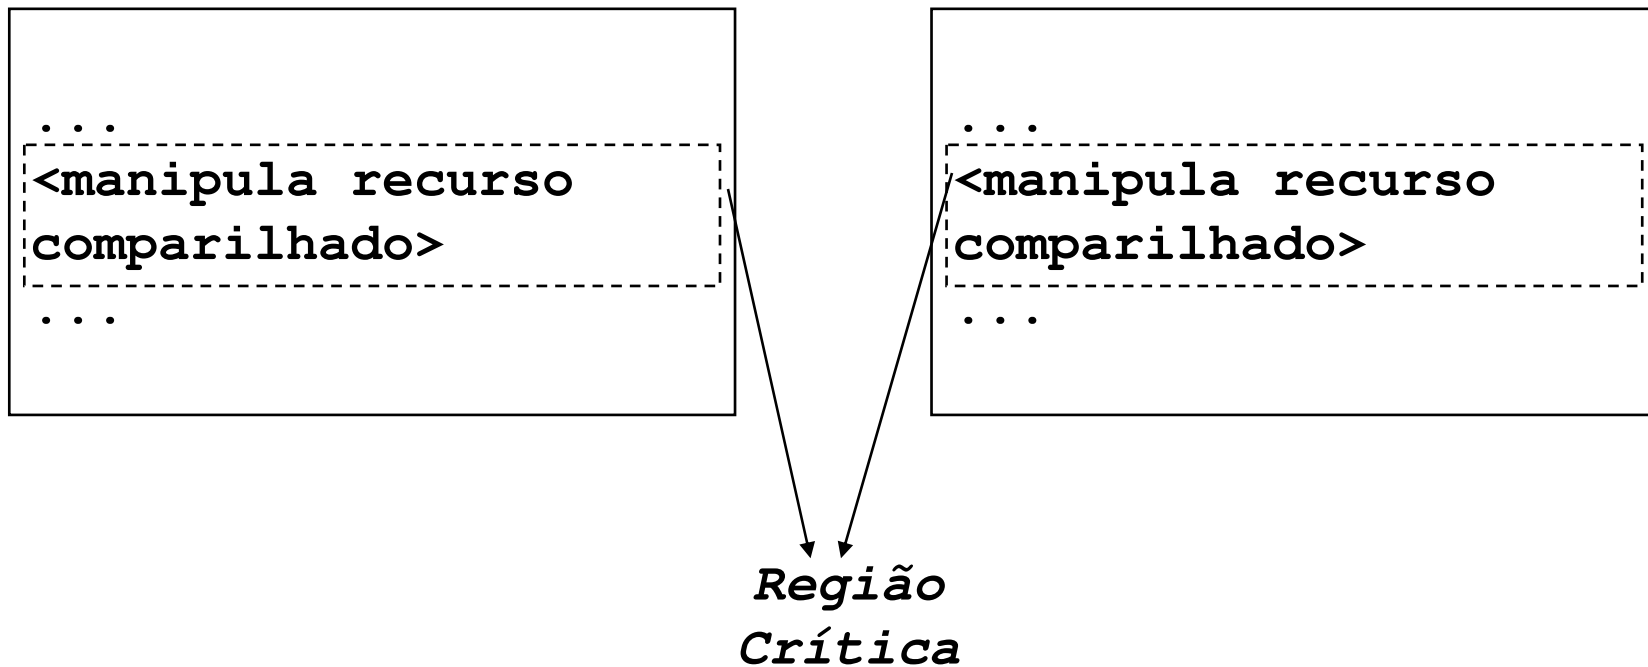 ...
<manipula recurso
comparilhado>
...
...
<manipula recurso
comparilhado>
...
Região
Crítica